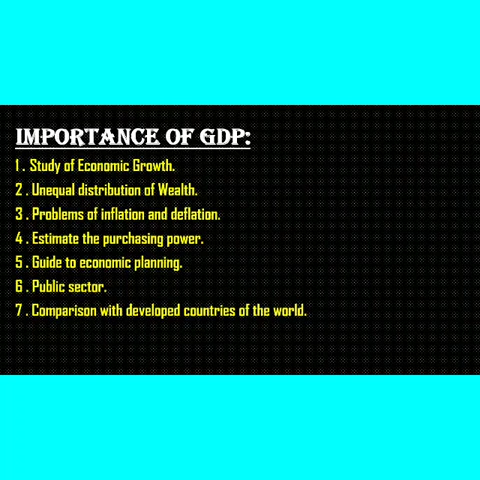 IMPORTANCE OF GDP:
1 . Study of Economic Growth.
2 . Unequal distribution of Wealth.
3 . Problems of inflation and deflation.
4 . Estimate the purchasing power.
5 . Guide to economic planning.
6 . Public sector.
7 . Comparison with developed countries of the world.